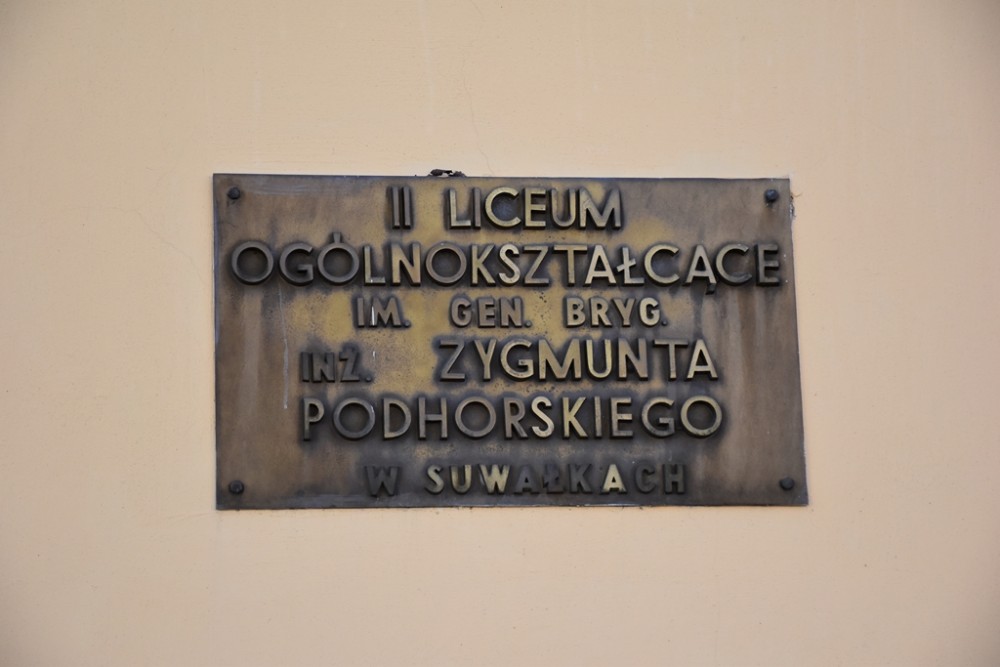 II LICEUM
OGÓLNOKSZTAŁCĄCE
IM. GEN. BRYG.
INŻ. ZYGMUNTA
PODHORSKIEGO
W SUWAŁKACH